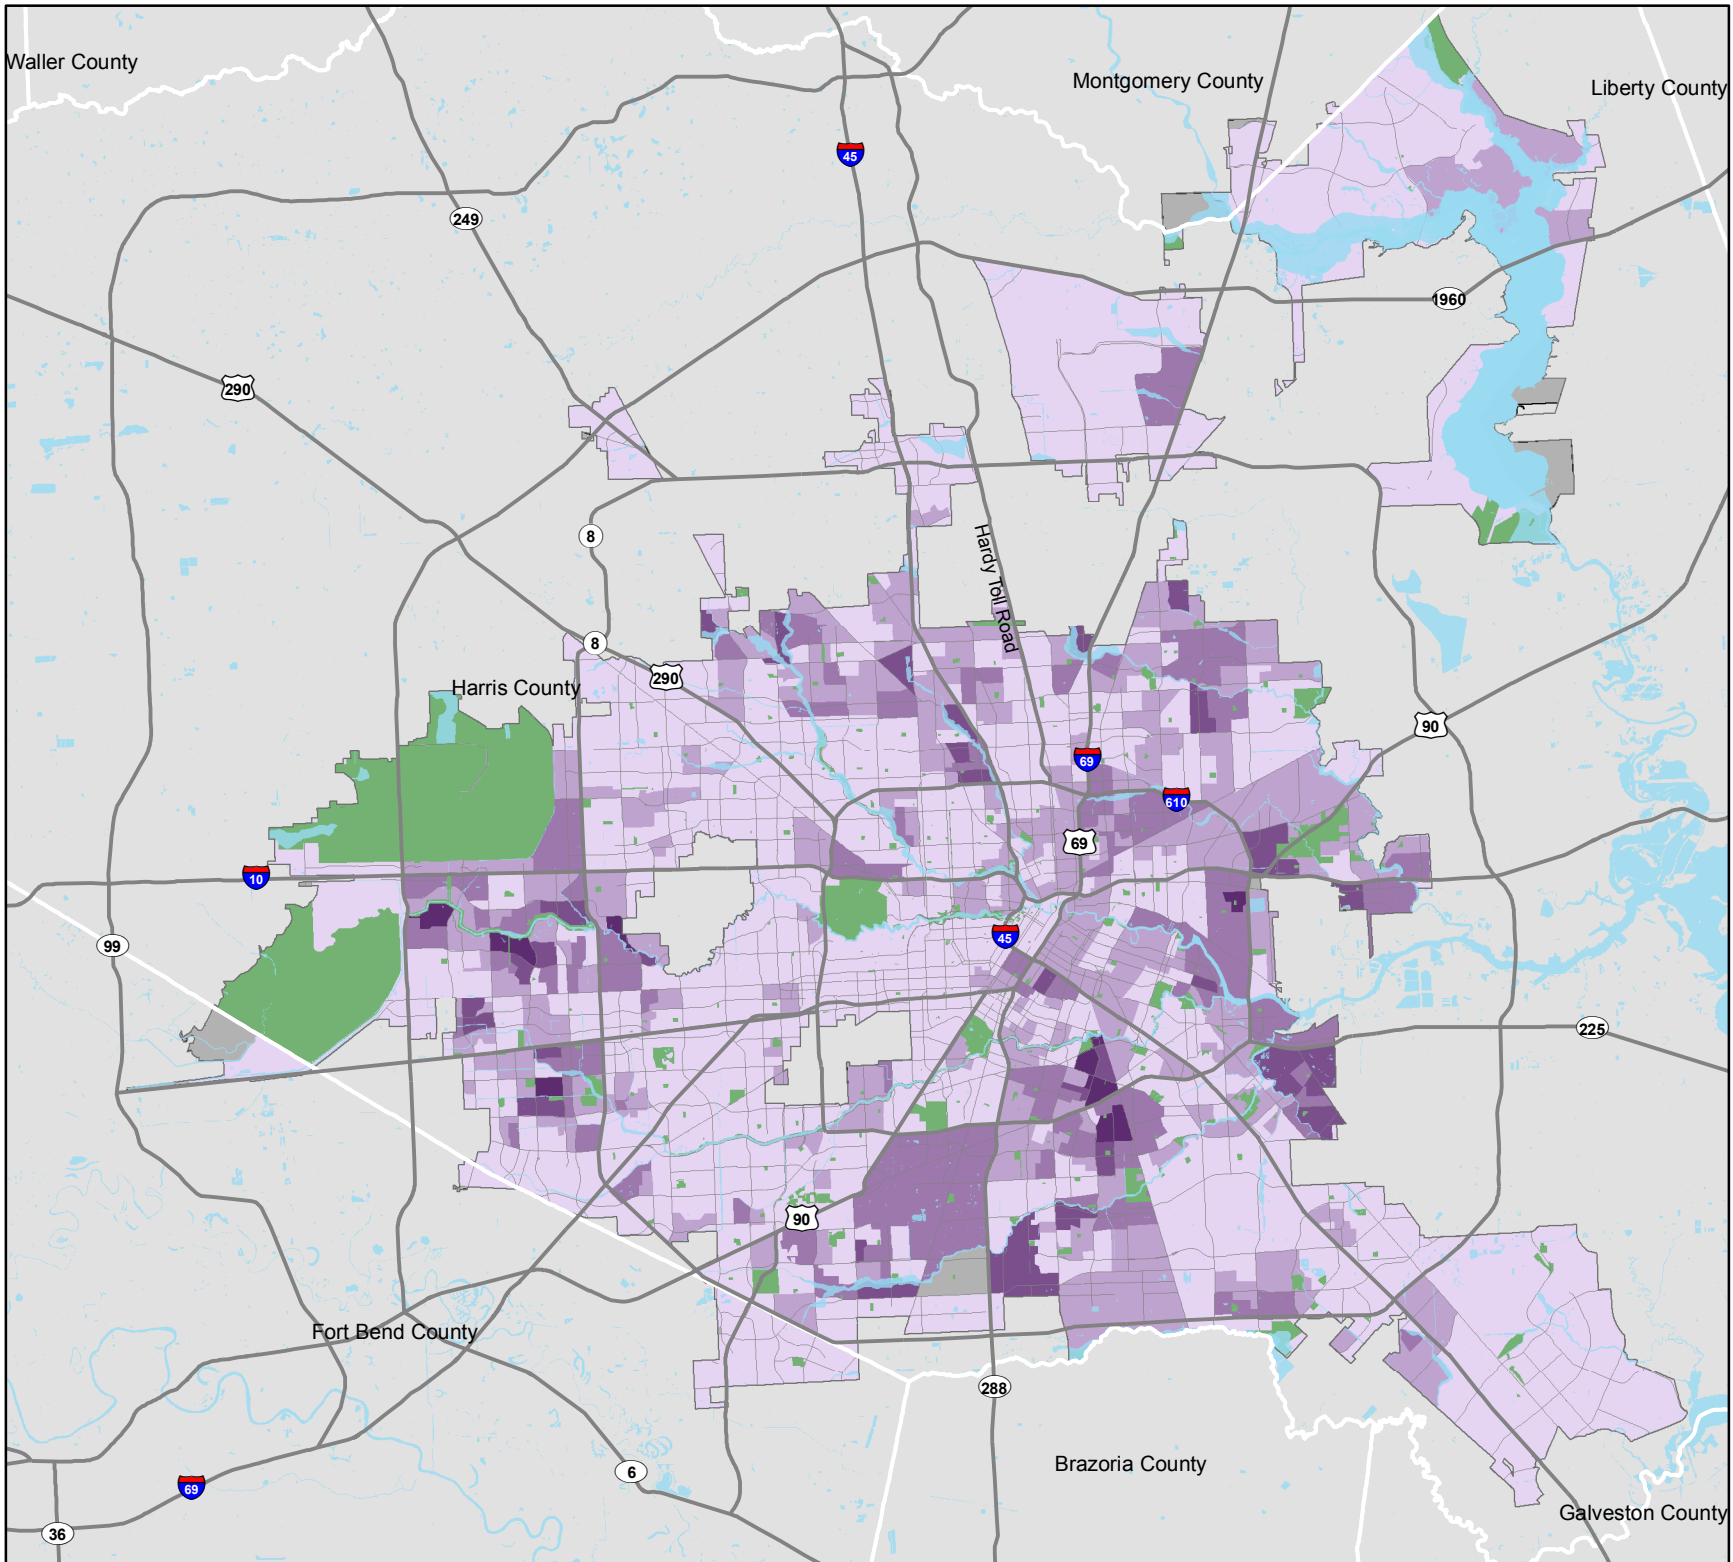 Waller County
Montgomery County
Liberty County
45
249
1960
290
8
Hardy Toll Road
8
290
Harris County
90
69
610
69
10
45
99
225
90
Fort Bend County
288
6
Brazoria County
69
Galveston County
36